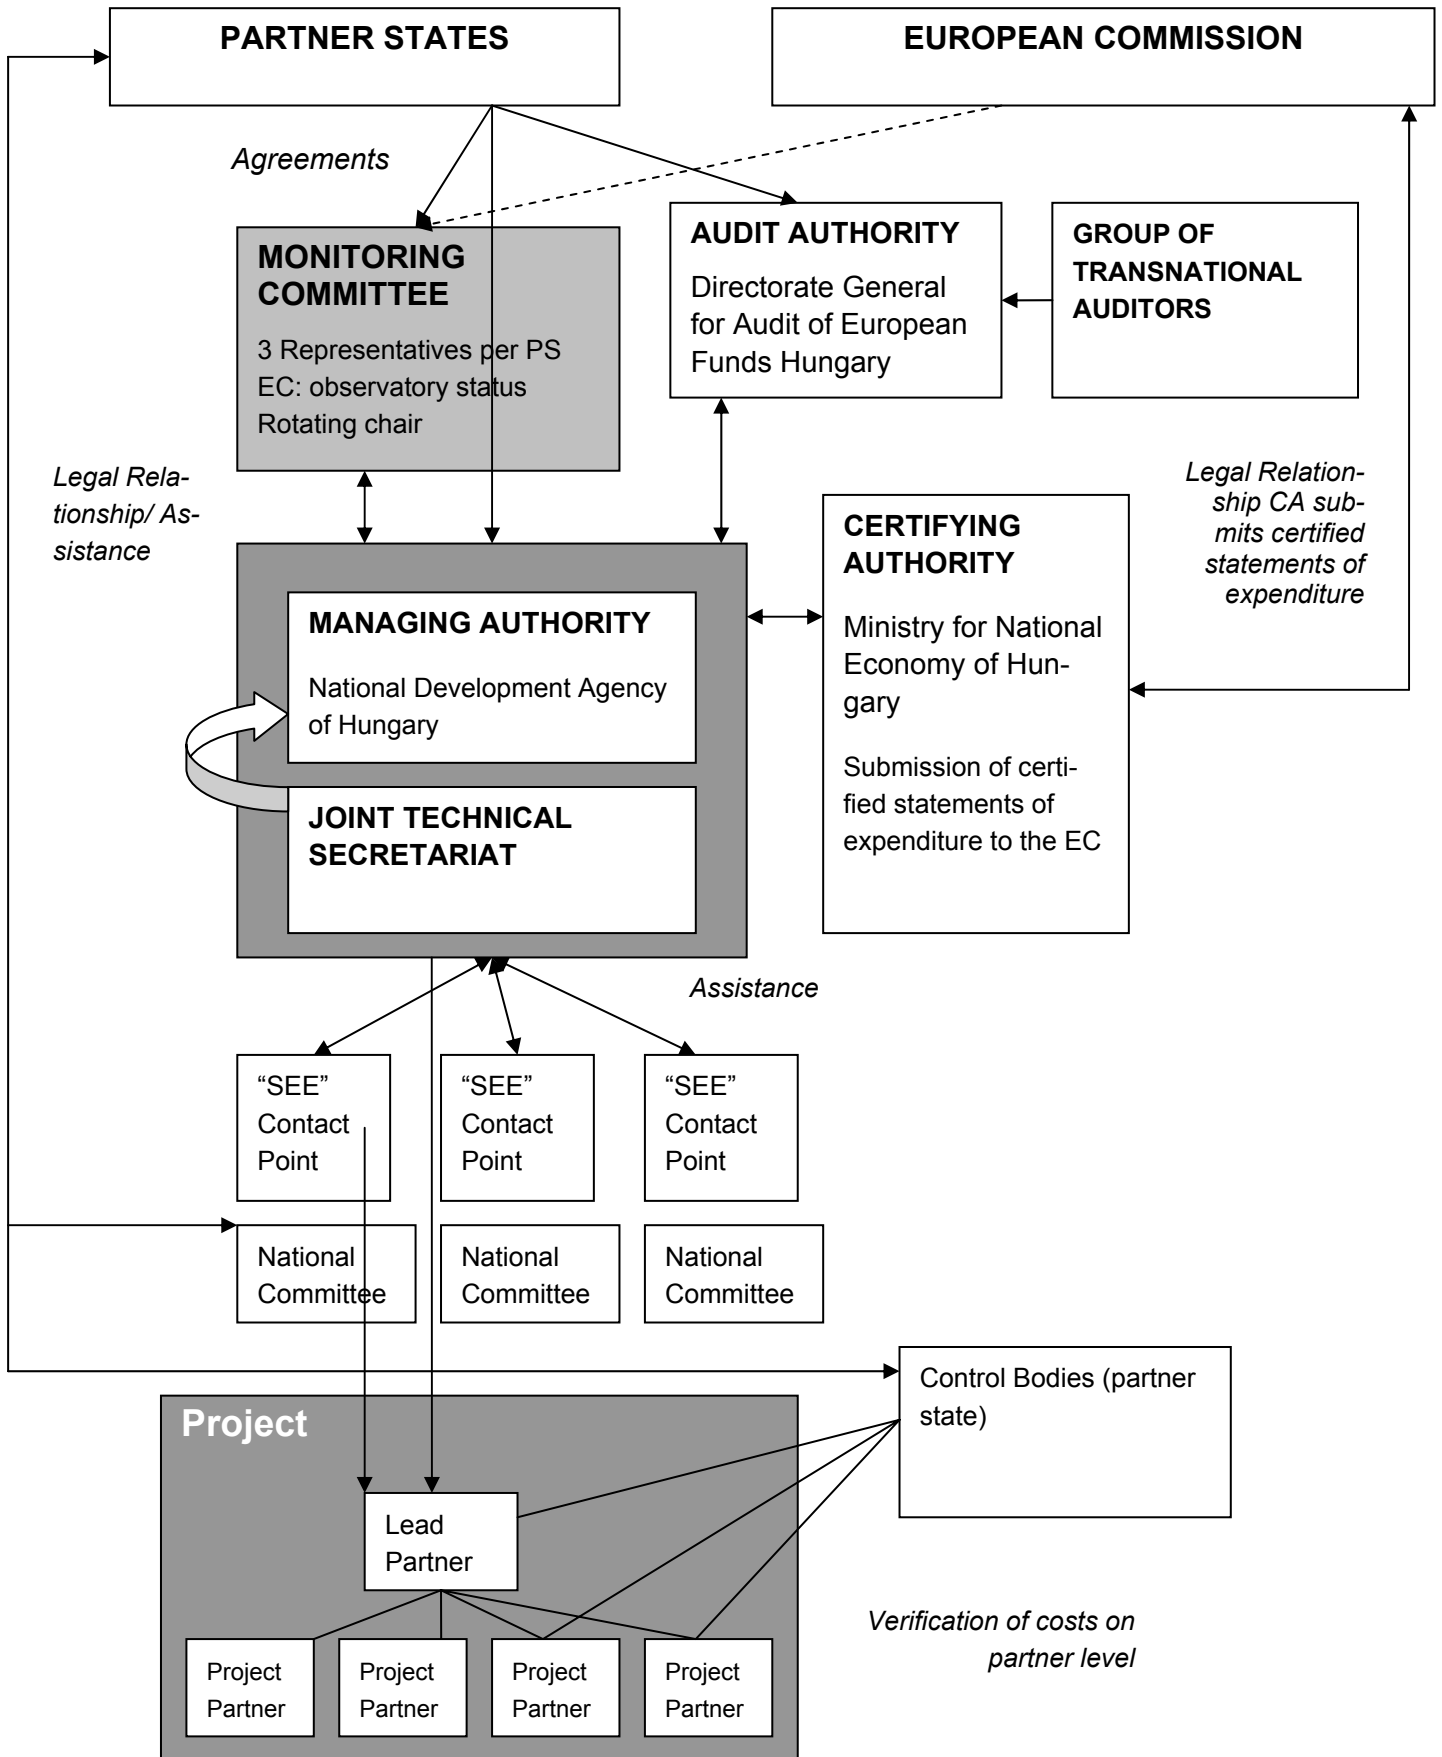 PARTNER STATES
EUROPEAN COMMISSION
Agreements
MONITORING
COMMITTEE
3 Representatives per PS
EC: observatory status
Rotating chair
AUDIT AUTHORITY
Directorate General
for Audit of European
Funds Hungary
GROUP OF
TRANSNATIONAL
AUDITORS
Legal Rela-
tionship/ As-
sistance
Legal Relation-
ship CA sub-
mits certified
statements of
expenditure
MANAGING AUTHORITY
National Development Agency
of Hungary
JOINT TECHNICAL
SECRETARIAT
CERTIFYING
AUTHORITY
Ministry for National
Economy of Hun-
gary
Submission of certi-
fied statements of
expenditure to the EC
Assistance
“SEE”
Contact
Point
“SEE”
Contact
Point
“SEE”
Contact
Point
National
Committee
National
Committee
National
Committee
Control Bodies (partner
state)
Project
Lead
Partner
Verification of costs on
partner level
Project
Partner
Project
Partner
Project
Partner
Project
Partner